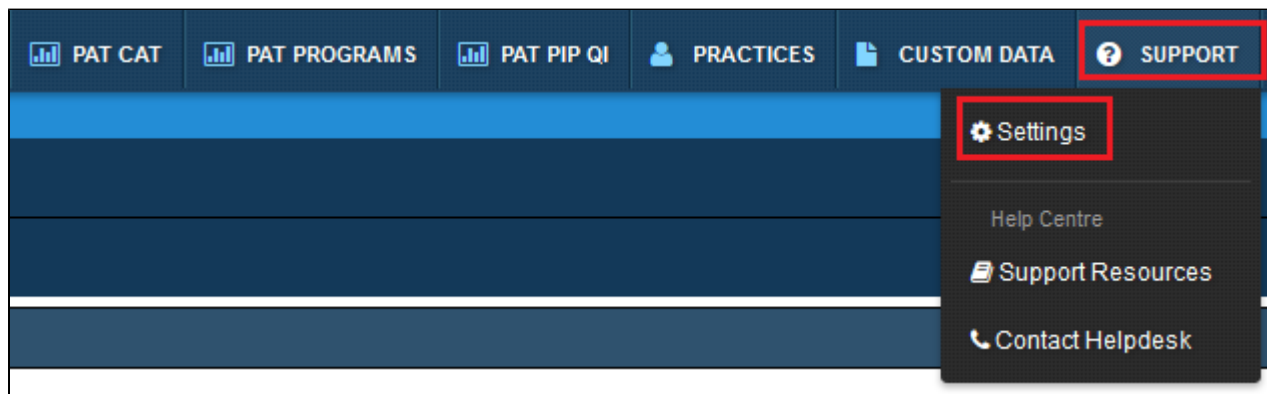 PAT CAT PAT PROGRAMS PAT PIP QI PRACTICES CUSTOM DATA SUPPORT
Settings
Help Centre
Support Resources
Contact Helpdesk